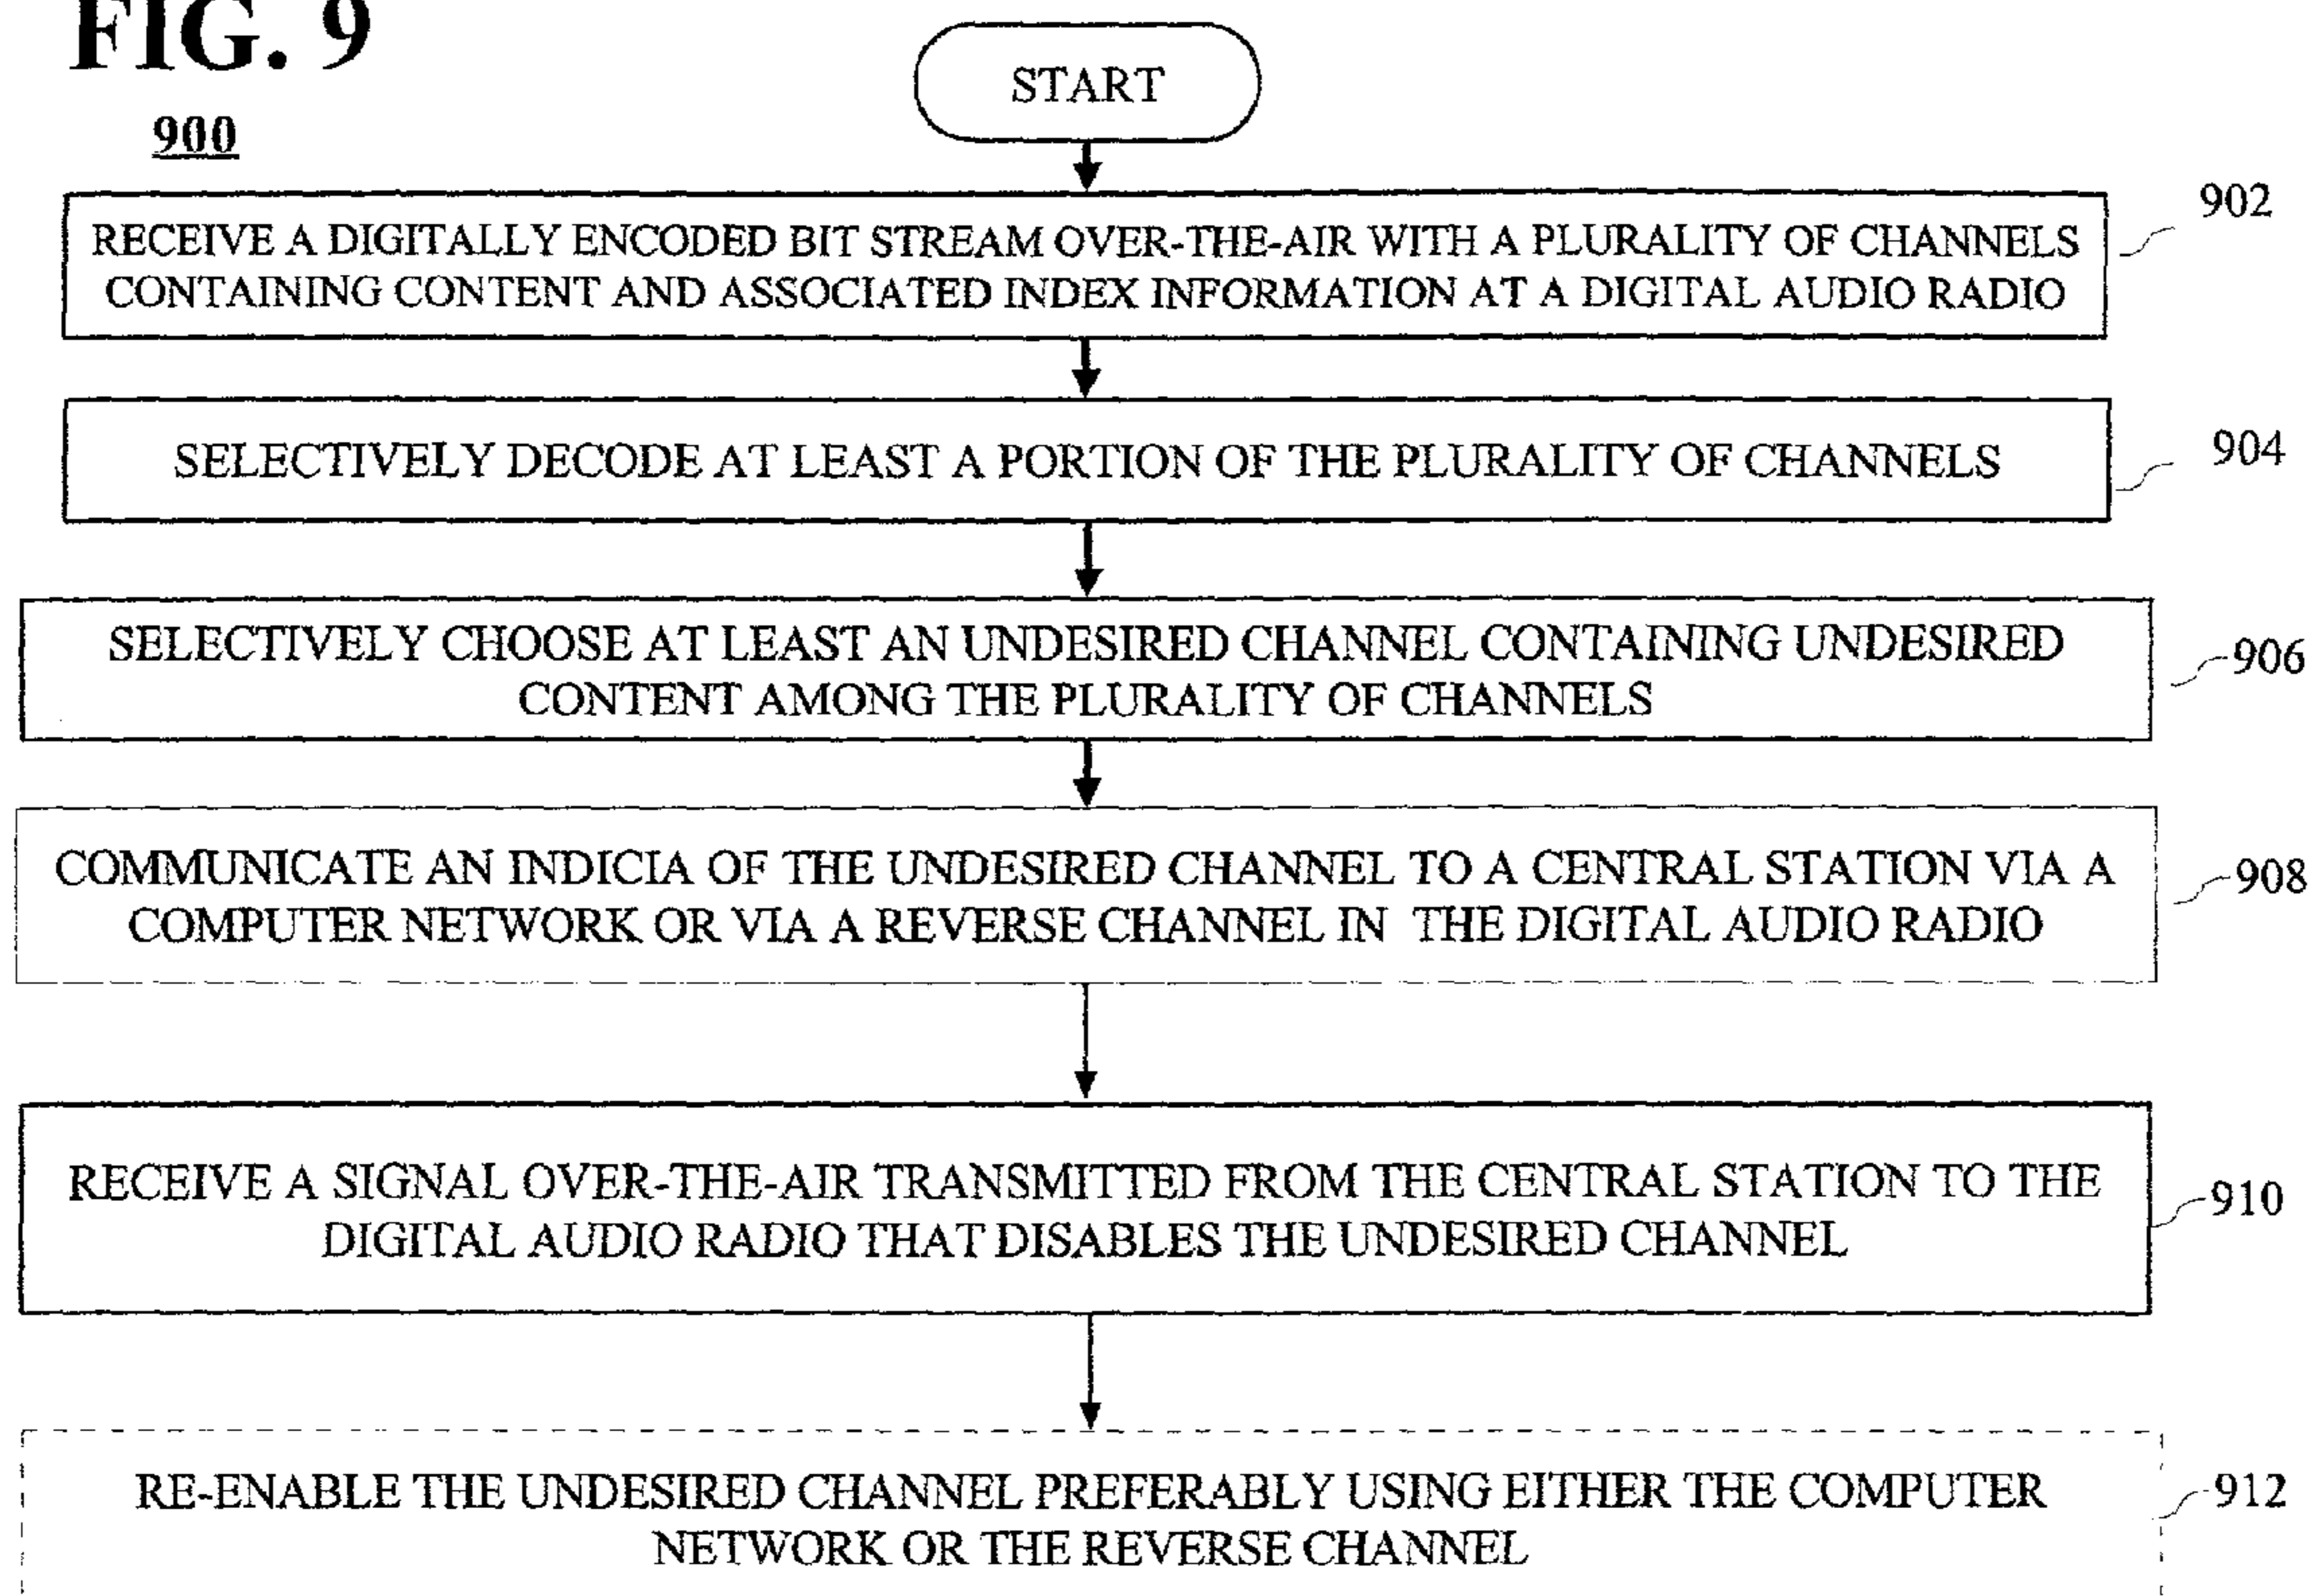 FIG. 9
900
START
RECEIVE A DIGITALLY ENCODED BIT STREAM OVER-THE-AIR WITH A PLURALITY OF CHANNELS
CONTAINING CONTENT AND ASSOCIATED INDEX INFORMATION AT A DIGITAL AUDIO RADIO
902
SELECTIVELY DECODE AT LEAST A PORTION OF THE PLURALITY OF CHANNELS
904
SELECTIVELY CHOOSE AT LEAST AN UNDESIRED CHANNEL CONTAINING UNDESIRED
CONTENT AMONG THE PLURALITY OF CHANNELS
906
COMMUNICATE AN INDICIA OF THE UNDESIRED CHANNEL TO A CENTRAL STATION VIA A
COMPUTER NETWORK OR VIA A REVERSE CHANNEL IN THE DIGITAL AUDIO RADIO
908
RECEIVE A SIGNAL OVER-THE-AIR TRANSMITTED FROM THE CENTRAL STATION TO THE
DIGITAL AUDIO RADIO THAT DISABLES THE UNDESIRED CHANNEL
910
RE-ENABLE THE UNDESIRED CHANNEL PREFERABLY USING EITHER THE COMPUTER
NETWORK OR THE REVERSE CHANNEL
912